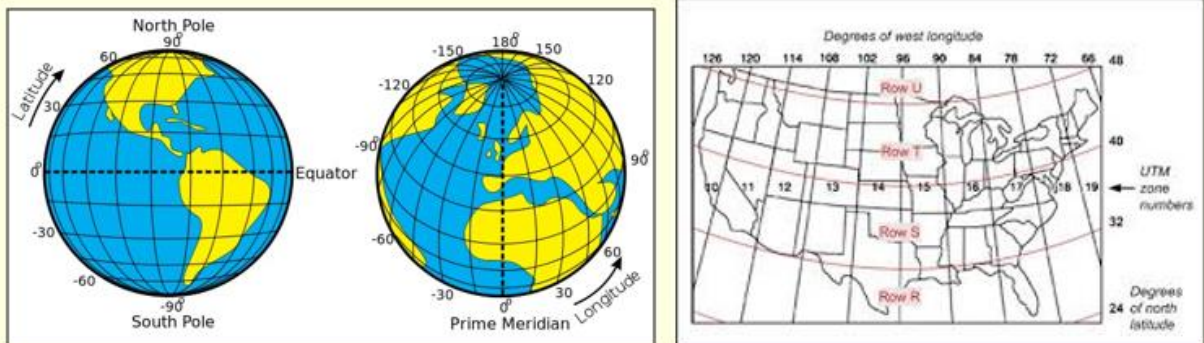 North Pole
90°
60
30
0°
-30
-60
-90°
South Pole
Latitude
Equator
180°
-150
150
-120
120
-90°
90°
-60
60
-30
0°
30
Prime Meridian
Longitude
Degrees of west longitude
126 120 114 108 102 96 90 84 78 72 66
48
Row U
40
Row T
10 11 12 13 14 15 16 17 18 19
UTM
zone
numbers
32
Row S
Row R
24
Degrees
of north
latitude